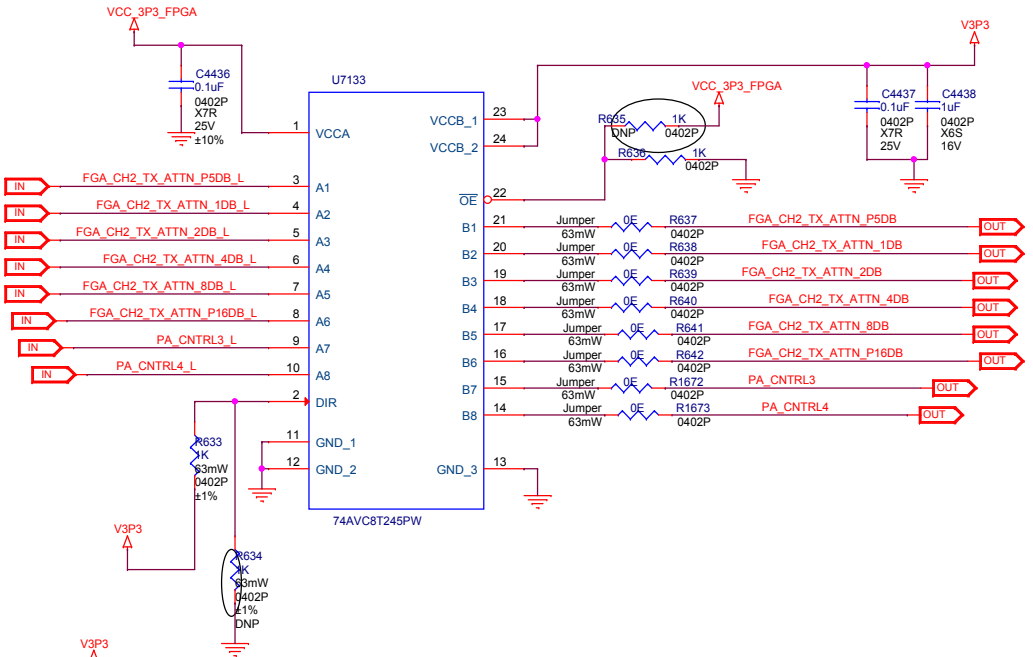 VCC_3P3_FPGA
V3P3
C4436
0.1uF
0402P
X7R
25V
±10%
U7133
VCC_3P3_FPGA
C4437
0.1uF
0402P
X7R
25V
C4438
1uF
0402P
X6S
16V
1 VCCA
VCCB_1 23
VCCB_2 24
R635 1K
DNP 0402P
R636 1K
0402P
OE 22
IN FGA_CH2_TX_ATTN_P5DB_L 3 A1
IN FGA_CH2_TX_ATTN_1DB_L 4 A2
IN FGA_CH2_TX_ATTN_2DB_L 5 A3
IN FGA_CH2_TX_ATTN_4DB_L 6 A4
IN FGA_CH2_TX_ATTN_8DB_L 7 A5
IN FGA_CH2_TX_ATTN_P16DB_L 8 A6
IN PA_CNTRL3_L 9 A7
IN PA_CNTRL4_L 10 A8
2 DIR
11 GND_1
12 GND_2
B1 21 Jumper 0E R637 FGA_CH2_TX_ATTN_P5DB OUT
63mW 0402P
B2 20 Jumper 0E R638 FGA_CH2_TX_ATTN_1DB OUT
63mW 0402P
B3 19 Jumper 0E R639 FGA_CH2_TX_ATTN_2DB OUT
63mW 0402P
B4 18 Jumper 0E R640 FGA_CH2_TX_ATTN_4DB OUT
63mW 0402P
B5 17 Jumper 0E R641 FGA_CH2_TX_ATTN_8DB OUT
63mW 0402P
B6 16 Jumper 0E R642 FGA_CH2_TX_ATTN_P16DB OUT
63mW 0402P
B7 15 Jumper 0E R1672 PA_CNTRL3 OUT
63mW 0402P
B8 14 Jumper 0E R1673 PA_CNTRL4 OUT
63mW 0402P
GND_3 13
74AVC8T245PW
R633
1K
63mW
0402P
±1%
V3P3
R634
1K
63mW
0402P
±1%
DNP
V3P3